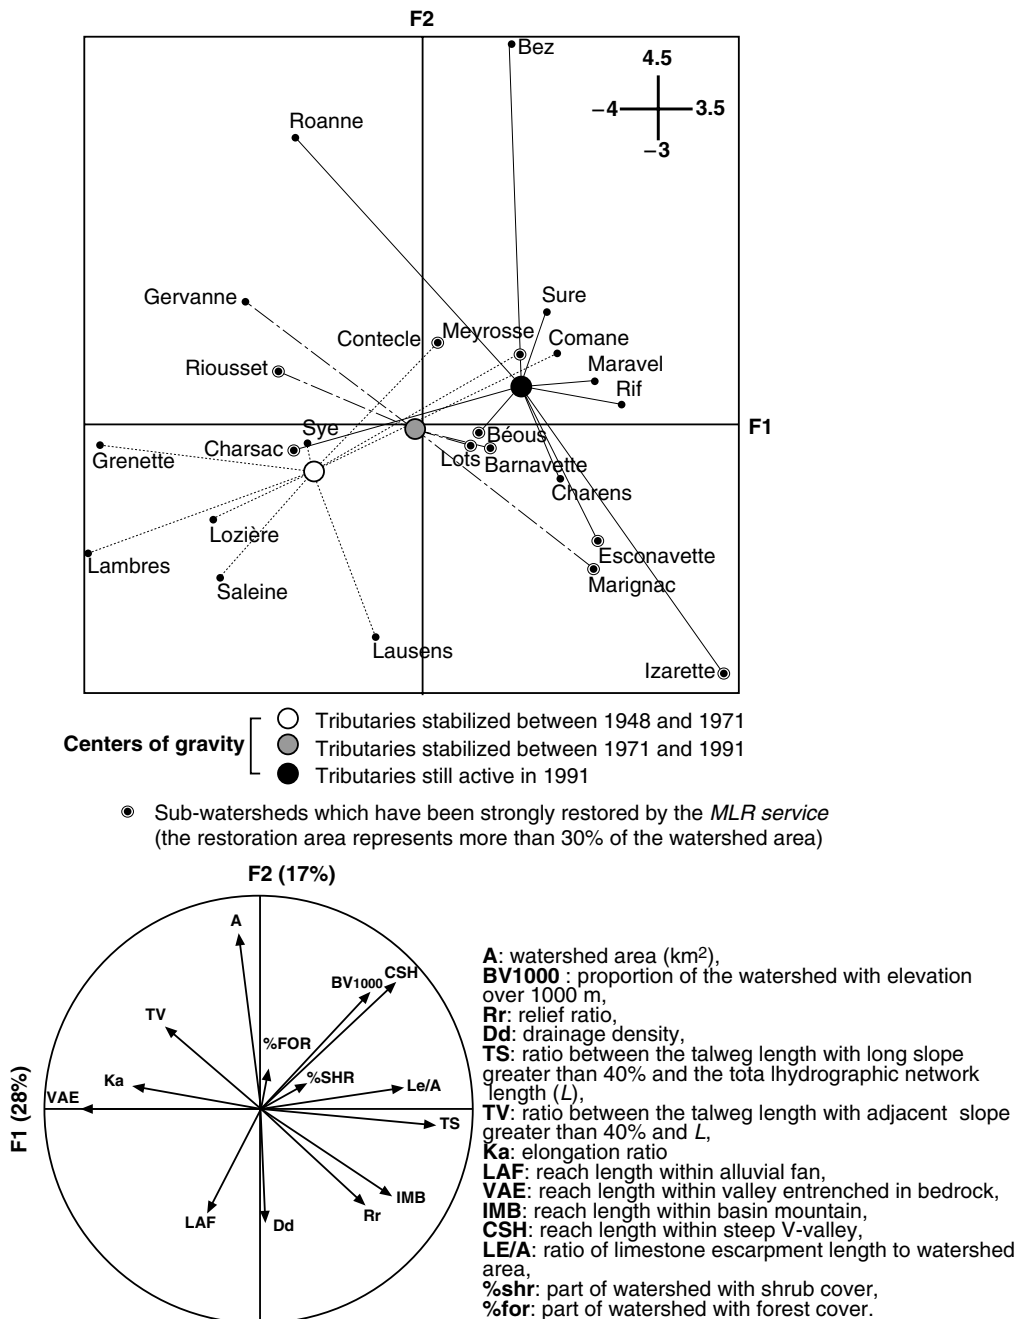 F2
Bez
4.5
−4
3.5
−3
Roanne
Gervanne
Sure
Contecle
Meyrosse
Comane
Riousset
Maravel
Rif
F1
Sye
Charsac
Béous
Grenette
Lots
Barnavette
Charens
Lozière
Esconavette
Lambres
Marignac
Saleine
Lausens
Izarette
Centers of gravity
Tributaries stabilized between 1948 and 1971
Tributaries stabilized between 1971 and 1991
Tributaries still active in 1991
Sub-watersheds which have been strongly restored by the MLR service
(the restoration area represents more than 30% of the watershed area)
F2 (17%)
F1 (28%)
A
BV1000
CSH
TV
%FOR
%SHR
Ka
Le/A
VAE
TS
IMB
Rr
LAF
Dd
A: watershed area (km2),
BV1000 : proportion of the watershed with elevation
over 1000 m,
Rr: relief ratio,
Dd: drainage density,
TS: ratio between the talweg length with long slope
greater than 40% and the tota lhydrographic network
length (L),
TV: ratio between the talweg length with adjacent slope
greater than 40% and L,
Ka: elongation ratio
LAF: reach length within alluvial fan,
VAE: reach length within valley entrenched in bedrock,
IMB: reach length within basin mountain,
CSH: reach length within steep V-valley,
LE/A: ratio of limestone escarpment length to watershed
area,
%shr: part of watershed with shrub cover,
%for: part of watershed with forest cover.